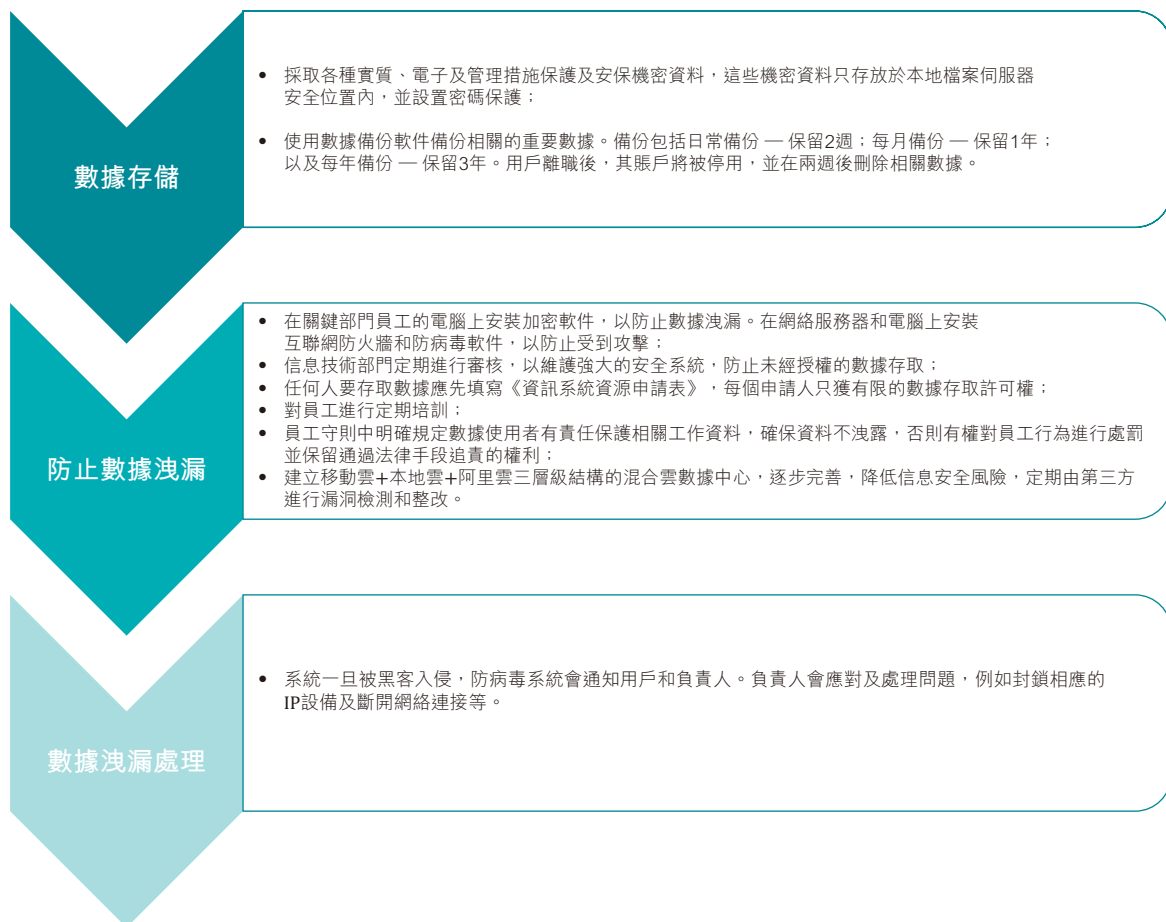 數據存儲
• 採取各種實質、電子及管理措施保護及安保機密資料，這些機密資料只存放於本地檔案伺服器
安全位置內，並設置密碼保護；
• 使用數據備份軟件備份相關的重要數據。備份包括日常備份 — 保留2週；每月備份 — 保留1年；
以及每年備份 — 保留3年。用戶離職後，其賬戶將被停用，並在兩週後刪除相關數據。
防止數據洩漏
• 在關鍵部門員工的電腦上安裝加密軟件，以防止數據洩漏。在網絡服務器和電腦上安裝
互聯網防火牆和防病毒軟件，以防止受到攻擊；
• 信息技術部門定期進行審核，以維護強大的安全系統，防止未經授權的數據存取；
• 任何人要存取數據應先填寫《資訊系統資源申請表》，每個申請人只獲有限的數據存取許可權；
• 對員工進行定期培訓；
• 員工守則中明確規定數據使用者有責任保護相關工作資料，確保資料不洩露，否則有權對員工行為進行處罰
並保留通過法律手段追責的權利；
• 建立移動雲+本地雲+阿里雲三層級結構的混合雲數據中心，逐步完善，降低信息安全風險，定期由第三方
進行漏洞檢測和整改。
數據洩漏處理
• 系統一旦被黑客入侵，防病毒系統會通知用戶和負責人。負責人會應對及處理問題，例如封鎖相應的
IP設備及斷開網絡連接等。